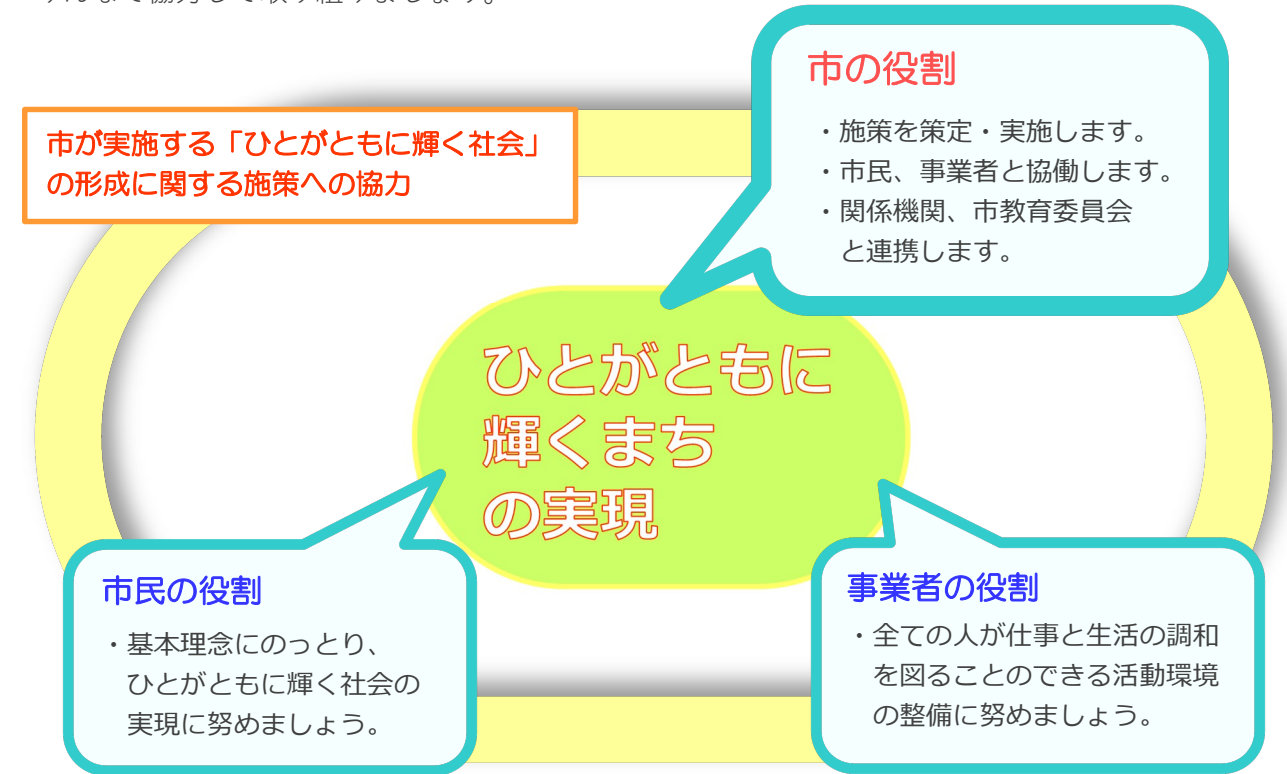 市の役割
・施策を策定・実施します。
・市民、事業者と協働します。
・関係機関、市教育委員会
と連携します。
市が実施する「ひとがともに輝く社会」
の形成に関する施策への協力
ひとがともに
輝くまち
の実現
市民の役割
・基本理念にのっとり、
ひとがともに輝く社会の
実現に努めましょう。
事業者の役割
・全ての人が仕事と生活の調和
を図ることのできる活動環境
の整備に努めましょう。